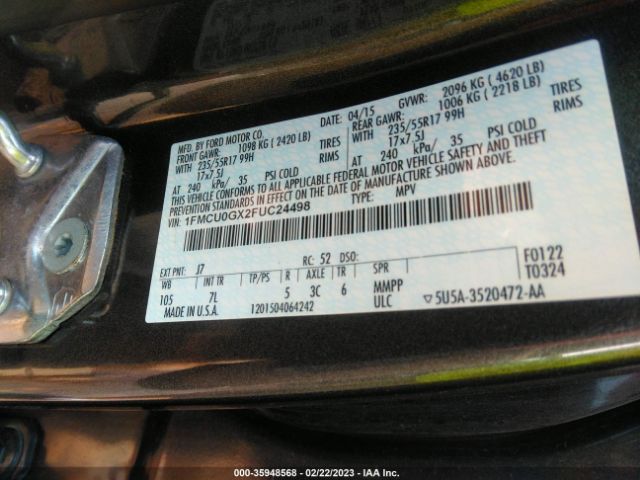 MFD. BY FORD MOTOR CO.
DATE: 04/15 GVWR: 2096 KG ( 4620 LB)
FRONT GAWR: 1098 KG ( 2420 LB) REAR GAWR: 1006 KG ( 2218 LB)
WITH 235/55R17 99H TIRES WITH 235/55R17 99H TIRES
17x7.5J RIMS 17x7.5J RIMS
AT 240 kPa/ 35 PSI COLD AT 240 kPa/ 35 PSI COLD
THIS VEHICLE CONFORMS TO ALL APPLICABLE FEDERAL MOTOR VEHICLE SAFETY AND THEFT
PREVENTION STANDARDS IN EFFECT ON THE DATE OF MANUFACTURE SHOWN ABOVE.
VIN: 1FMCU0GX2FUC24498 TYPE: MPV
EXT PNT: J7 RC: 52 DSO: F0122
WB INT TR TP/PS R AXLE TR SPR T0324
105 7L 5 3C 6 MMPP
MADE IN U.S.A. 1201504064242 ULC ▽5U5A-3520472-AA
000-35948568 - 02/22/2023 - IAA Inc.